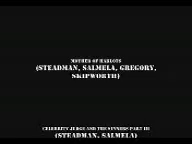 MOTHER OF HARLOTS
(STEADMAN, SALMELA, GREGORY,
SKIPWORTH)
CELEBRITY JUDGE AND THE SINNERS PART III
(STEADMAN, SALMELA)